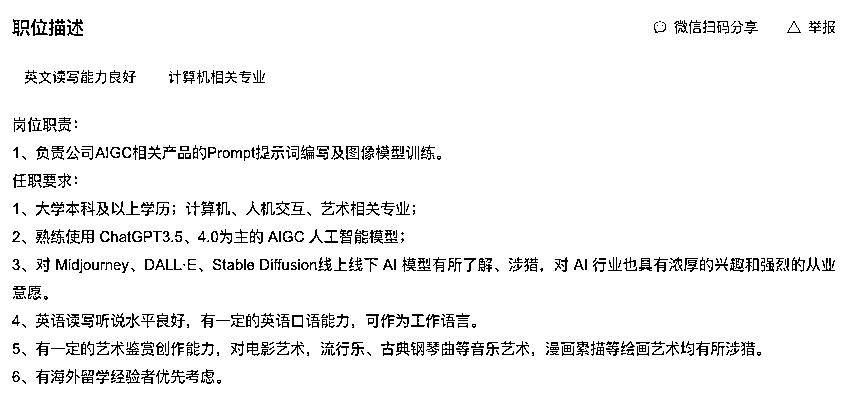 职位描述
微信扫码分享 举报
英文读写能力良好 计算机相关专业
岗位职责：
1、负责公司AIGC相关产品的Prompt提示词编写及图像模型训练。
任职要求：
1、大学本科及以上学历；计算机、人机交互、艺术相关专业；
2、熟练使用 ChatGPT3.5、4.0为主的 AIGC 人工智能模型；
3、对 Midjourney、DALL·E、Stable Diffusion线上线下 AI 模型有所了解、涉猎，对 AI 行业也具有浓厚的兴趣和强烈的从业
意愿。
4、英语读写听说水平良好，有一定的英语口语能力，可作为工作语言。
5、有一定的艺术鉴赏创作能力，对电影艺术，流行乐、古典钢琴曲等音乐艺术，漫画素描等绘画艺术均有所涉猎。
6、有海外留学经验者优先考虑。